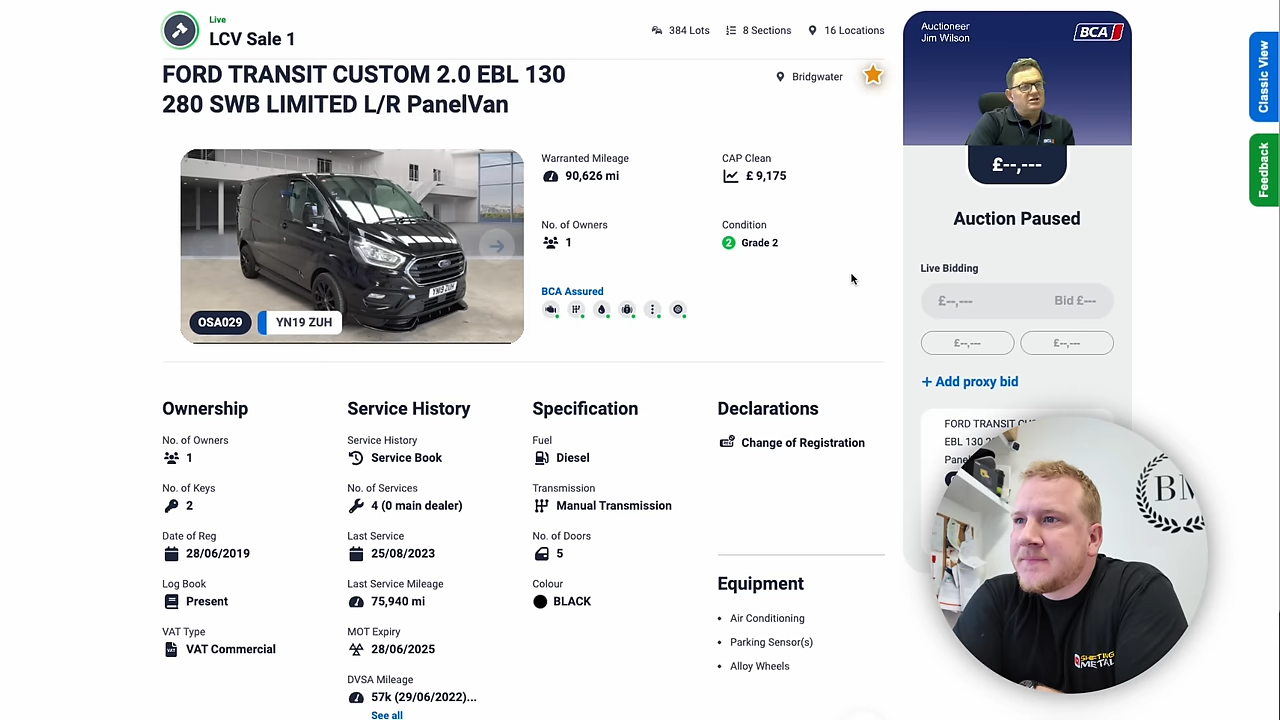 Live
LCV Sale 1
384 Lots
8 Sections
16 Locations
FORD TRANSIT CUSTOM 2.0 EBL 130
280 SWB LIMITED L/R PanelVan
Bridgwater
OSA029
YN19 ZUH
Warranted Mileage
90,626 mi
CAP Clean
£ 9,175
No. of Owners
1
Condition
2 Grade 2
BCA Assured
Ownership
No. of Owners
1
No. of Keys
2
Date of Reg
28/06/2019
Log Book
Present
VAT Type
VAT Commercial
Service History
Service History
Service Book
No. of Services
4 (0 main dealer)
Last Service
25/08/2023
Last Service Mileage
75,940 mi
MOT Expiry
28/06/2025
DVSA Mileage
57k (29/06/2022)...
See all
Specification
Fuel
Diesel
Transmission
Manual Transmission
No. of Doors
5
Colour
BLACK
Declarations
Change of Registration
Equipment
• Air Conditioning
• Parking Sensor(s)
• Alloy Wheels
Auctioneer
Jim Wilson
BCA
£--,---
Auction Paused
Live Bidding
£--,---
Bid £---
£--,---
£--,---
+ Add proxy bid
FORD TRANSIT
EBL 130
BM
METAL
Classic View
Feedback